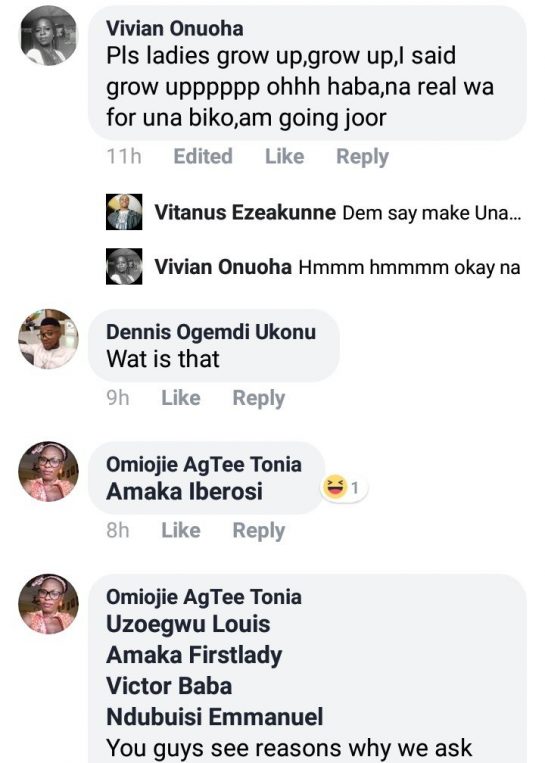 Vivian Onuoha
Pls ladies grow up,grow up,I said
grow upppppp ohhh haba,na real wa
for una biko,am going joor
11h Edited Like Reply
Vitanus Ezeakunne Dem say make Una...
Vivian Onuoha Hmmm hmmmm okay na
Dennis Ogemdi Ukonu
Wat is that
9h Like Reply
Omiojie AgTee Tonia
Amaka Iberosi
1
8h Like Reply
Omiojie AgTee Tonia
Uzoegwu Louis
Amaka Firstlady
Victor Baba
Ndubuisi Emmanuel
You guys see reasons why we ask